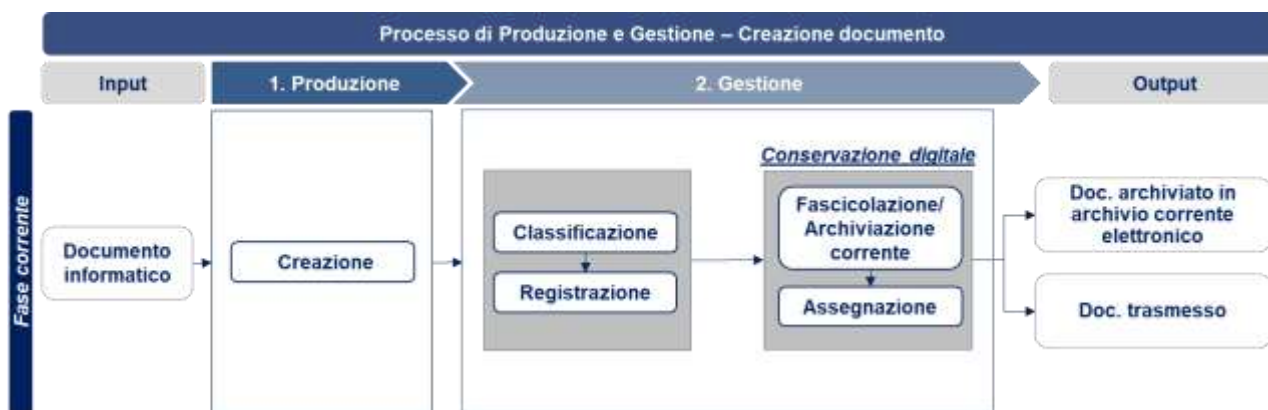 Processo di Produzione e Gestione – Creazione documento
Input
1. Produzione
2. Gestione
Output
Fase corrente
Documento
informatico
Creazione
Classificazione
Registrazione
Conservazione digitale
Fascicolazione/
Archiviazione
corrente
Assegnazione
Doc. archiviato in
archivio corrente
elettronico
Doc. trasmesso